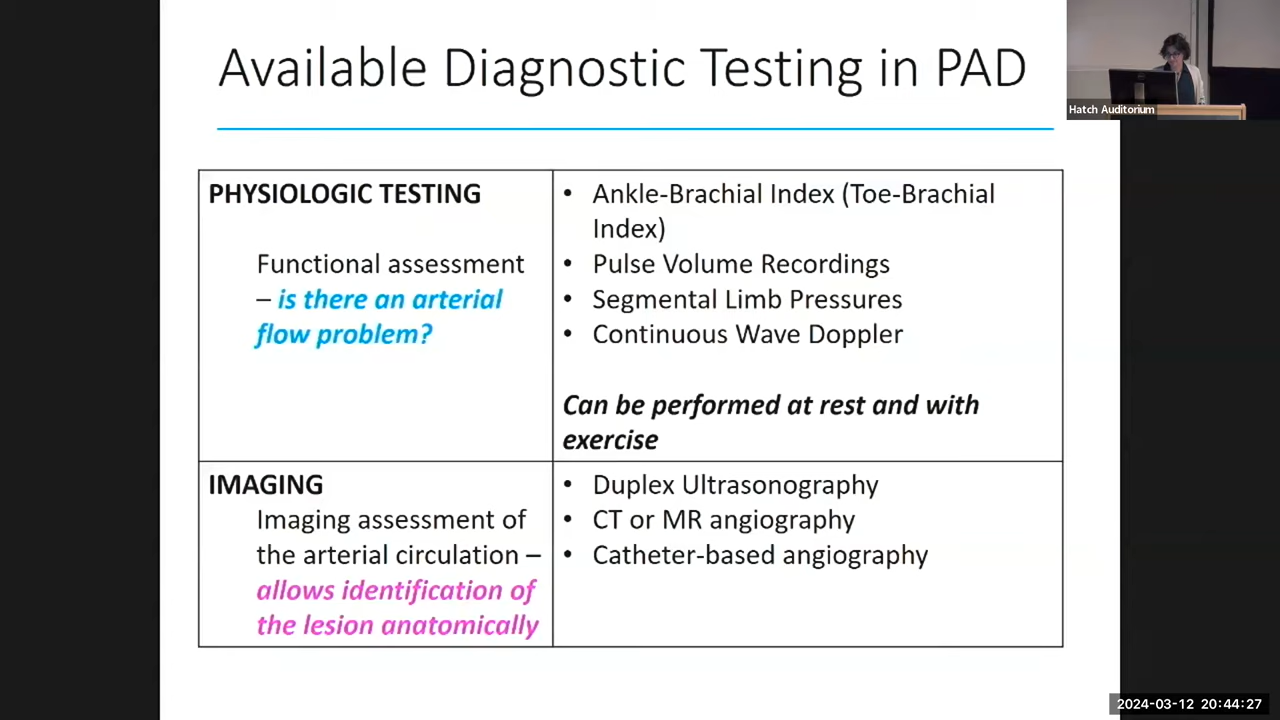 Available Diagnostic Testing in PAD
Hatch Auditorium
PHYSIOLOGIC TESTING
Functional assessment
– is there an arterial
flow problem?
• Ankle-Brachial Index (Toe-Brachial
Index)
• Pulse Volume Recordings
• Segmental Limb Pressures
• Continuous Wave Doppler
Can be performed at rest and with
exercise
IMAGING
Imaging assessment of
the arterial circulation –
allows identification of
the lesion anatomically
• Duplex Ultrasonography
• CT or MR angiography
• Catheter-based angiography
2024-03-12 20:44:27